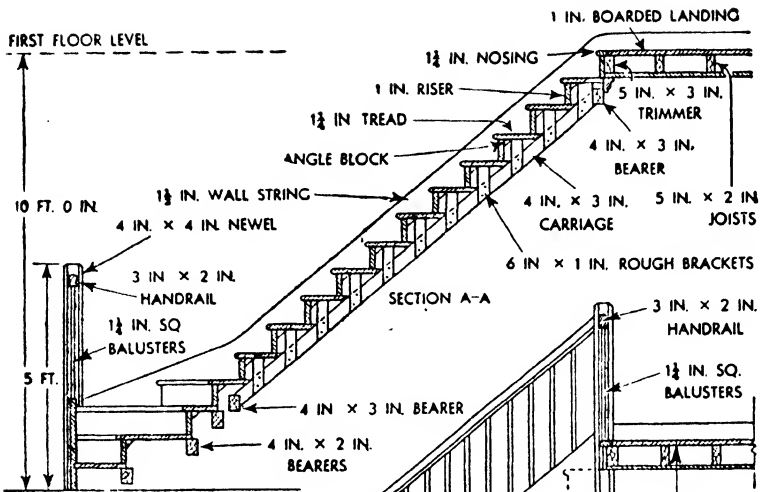 1 IN. BOARDED LANDING
FIRST FLOOR LEVEL
1¼ IN. NOSING
1 IN. RISER
5 IN. × 3 IN.
TRIMMER
1¼ IN TREAD
4 IN. × 3 IN.
BEARER
ANGLE BLOCK
1½ IN. WALL STRING
10 FT. 0 IN.
4 IN. × 3 IN.
CARRIAGE
5 IN. × 2 IN
JOISTS
4 IN. × 4 IN. NEWEL
6 IN × 1 IN. ROUGH BRACKETS
3 IN × 2 IN.
HANDRAIL
SECTION A–A
3 IN. × 2 IN.
HANDRAIL
1¼ IN. SQ
BALUSTERS
5 FT.
1¼ IN. SQ.
BALUSTERS
4 IN × 3 IN. BEARER
4 IN. × 2 IN.
BEARERS